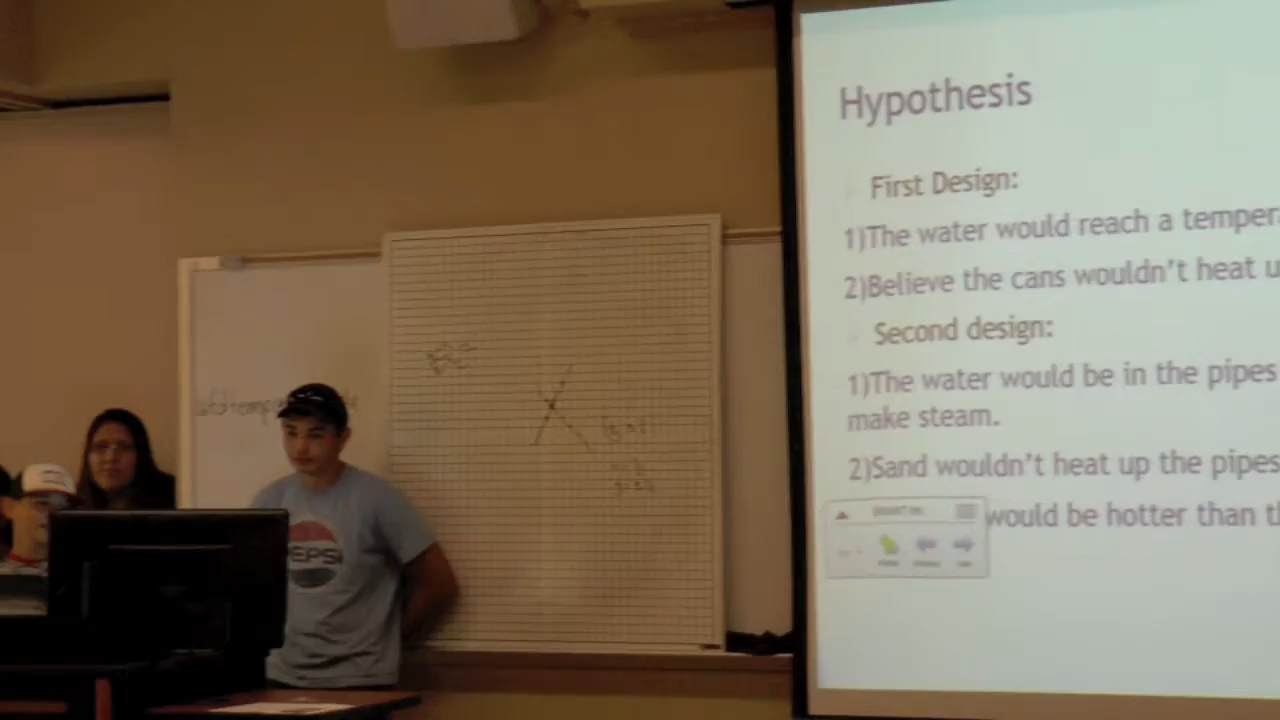 Hypothesis
First Design:
1)The water would reach a temper
2)Believe the cans wouldn't heat u
Second design:
1)The water would be in the pipes
make steam.
2)Sand wouldn't heat up the pipes
would be hotter than th
PEPSI